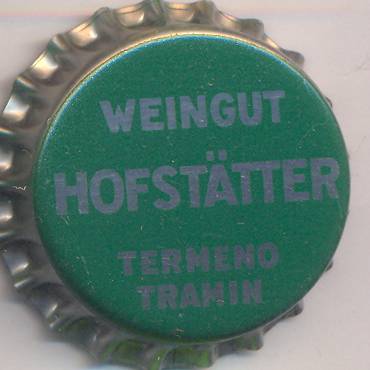 WEINGUT
HOFSTÄTTER
TERMENO
TRAMIN